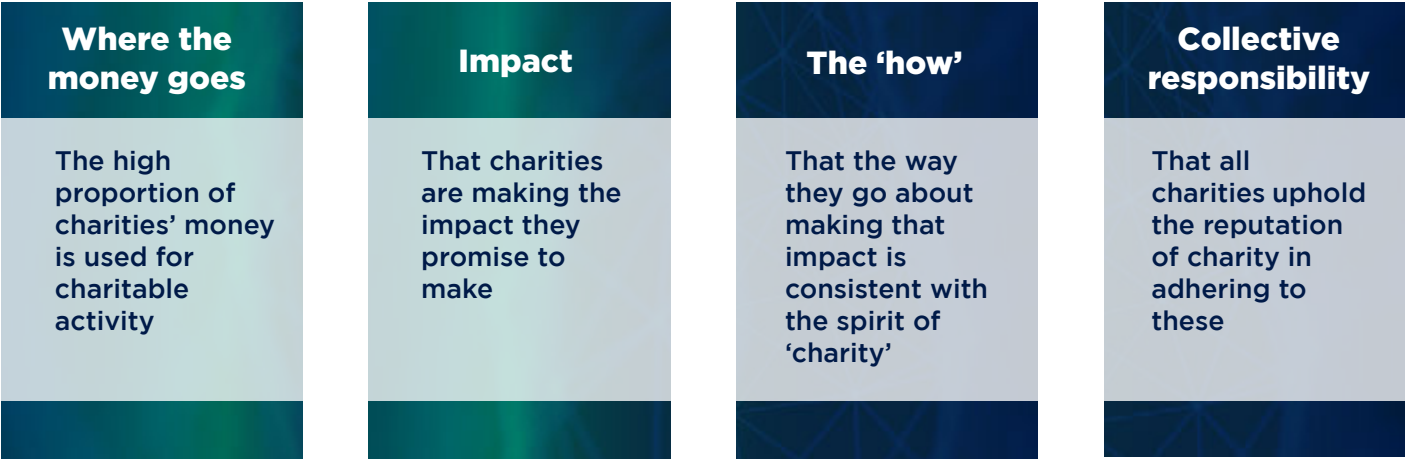 Where the
money goes
The high
proportion of
charities’ money
is used for
charitable
activity
Impact
That charities
are making the
impact they
promise to
make
The ‘how’
That the way
they go about
making that
impact is
consistent with
the spirit of
‘charity’
Collective
responsibility
That all
charities uphold
the reputation
of charity in
adhering to
these